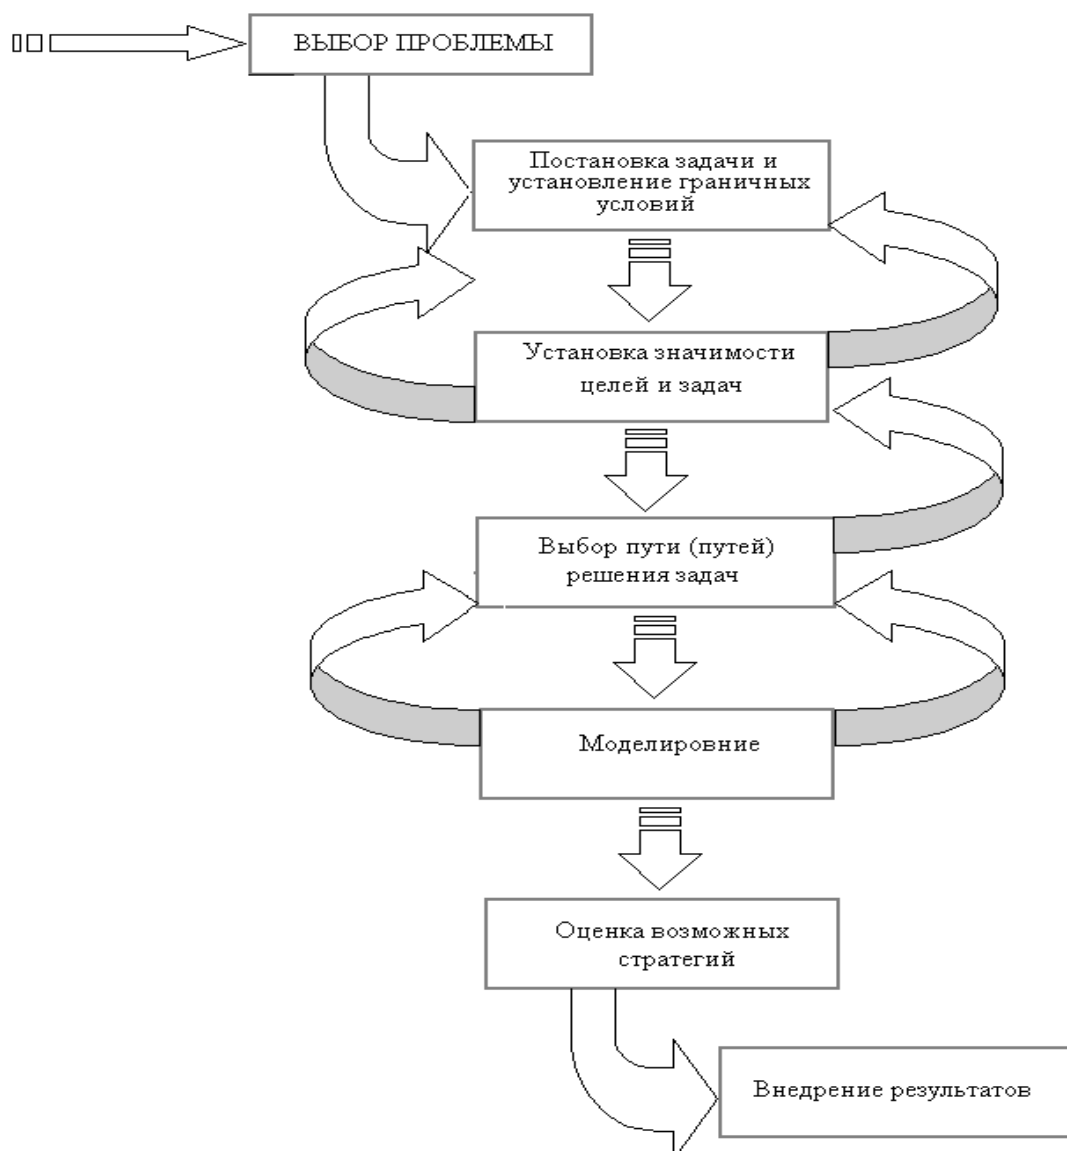 ВЫБОР ПРОБЛЕМЫ
Постановка задачи и
установление граничных
условий
Установка значимости
целей и задач
Выбор пути (путей)
решения задач
Моделировние
Оценка возможных
стратегий
Внедрение результатов